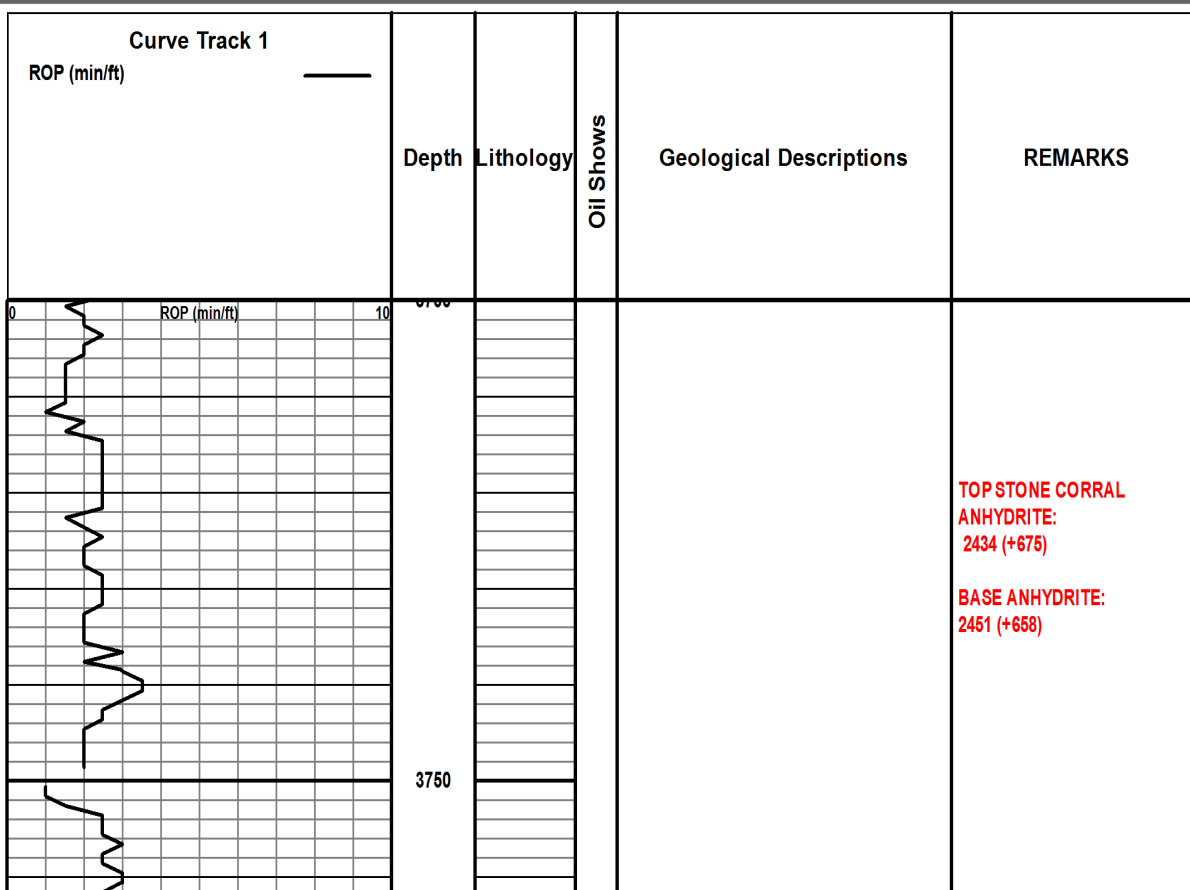 Curve Track 1
ROP (min/ft)
Depth
Lithology
Oil Shows
Geological Descriptions
REMARKS
0
ROP (min/ft)
10
TOP STONE CORRAL
ANHYDRITE:
2434 (+675)
BASE ANHYDRITE:
2451 (+658)
3750